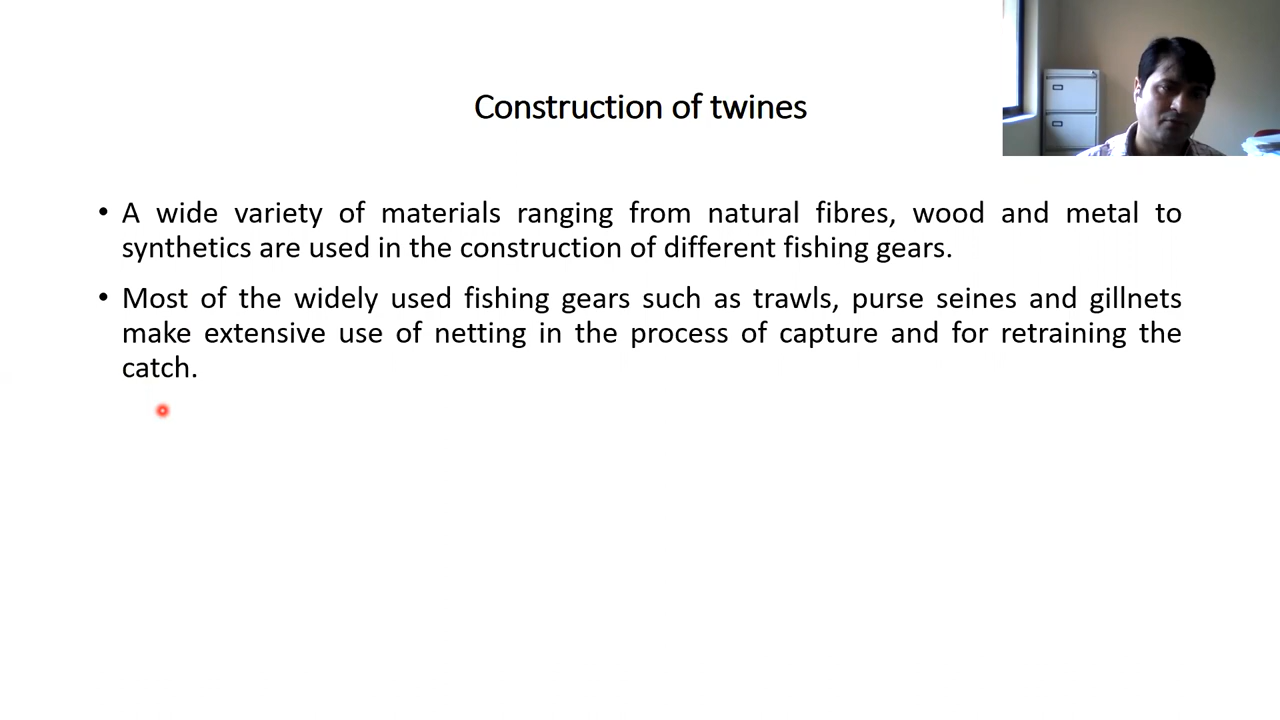 Construction of twines
• A wide variety of materials ranging from natural fibres, wood and metal to
synthetics are used in the construction of different fishing gears.
• Most of the widely used fishing gears such as trawls, purse seines and gillnets
make extensive use of netting in the process of capture and for retraining the
catch.